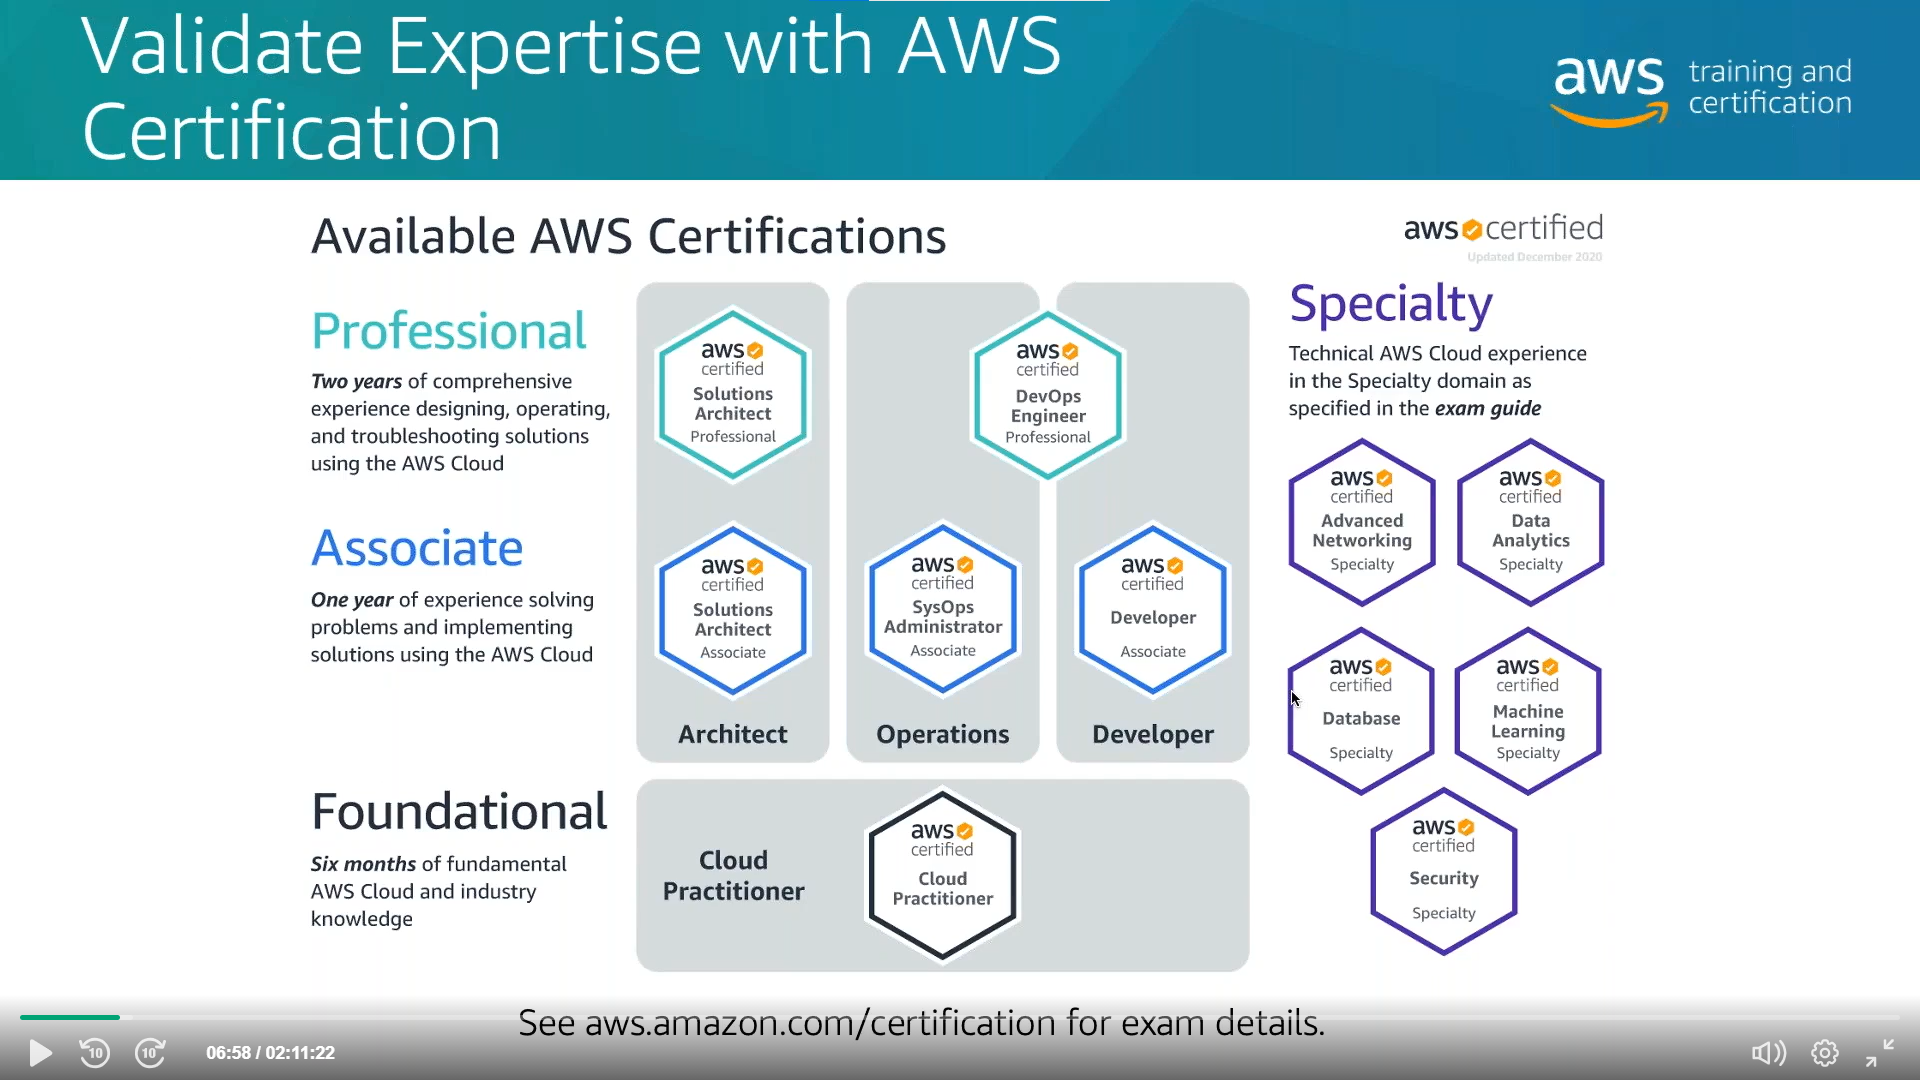 Validate Expertise with AWS
Certification
aws training and
certification
Available AWS Certifications
aws certified
Updated December 2020
Professional
Two years of comprehensive
experience designing, operating,
and troubleshooting solutions
using the AWS Cloud
aws
certified
Solutions
Architect
Professional
aws
certified
DevOps
Engineer
Professional
Associate
One year of experience solving
problems and implementing
solutions using the AWS Cloud
aws
certified
Solutions
Architect
Associate
aws
certified
SysOps
Administrator
Associate
aws
certified
Developer
Associate
Architect
Operations
Developer
Foundational
Six months of fundamental
AWS Cloud and industry
knowledge
Cloud
Practitioner
aws
certified
Cloud
Practitioner
Specialty
Technical AWS Cloud experience
in the Specialty domain as
specified in the exam guide
aws
certified
Advanced
Networking
Specialty
aws
certified
Data
Analytics
Specialty
aws
certified
Database
Specialty
aws
certified
Machine
Learning
Specialty
aws
certified
Security
Specialty
See aws.amazon.com/certification for exam details.
10
10
06:58 / 02:11:22